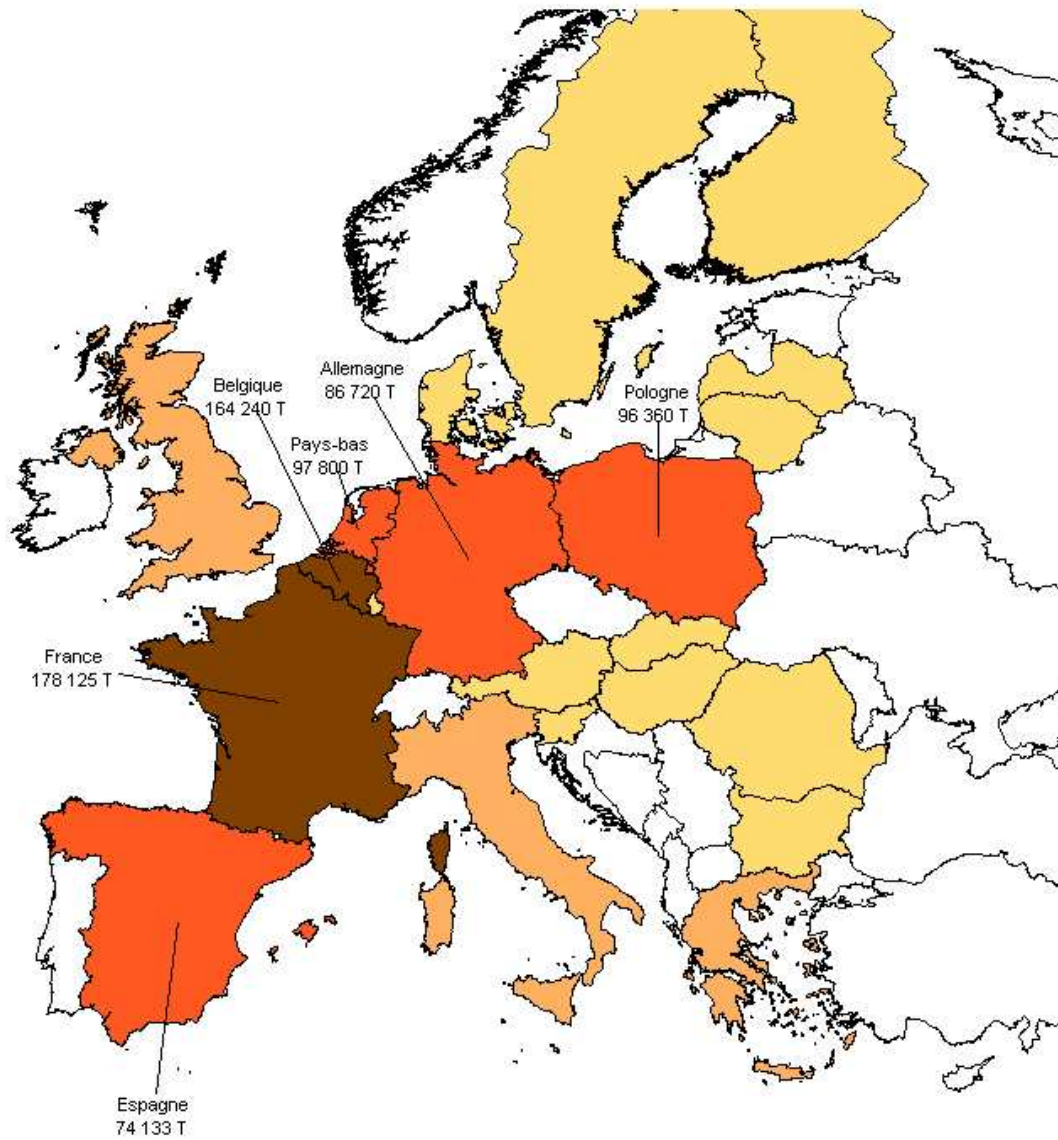 Allemagne
86 720 T
Belgique
164 240 T
Pologne
96 360 T
Pays-bas
97 800 T
France
178 125 T
Espagne
74 133 T